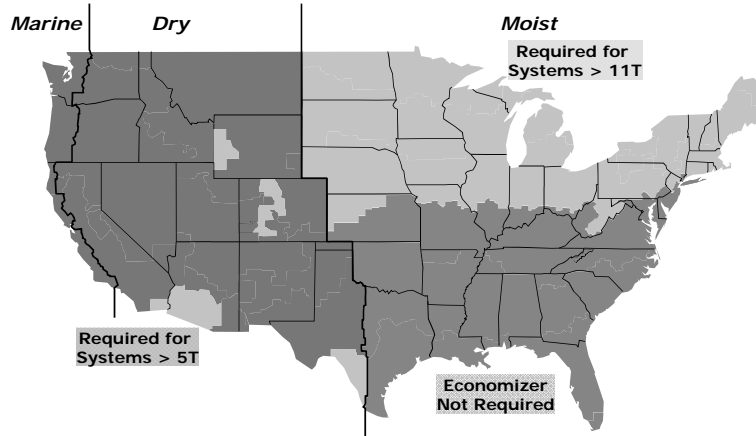 Marine Dry Moist
Required for
Systems > 11T
Required for
Systems > 5T
Economizer
Not Required